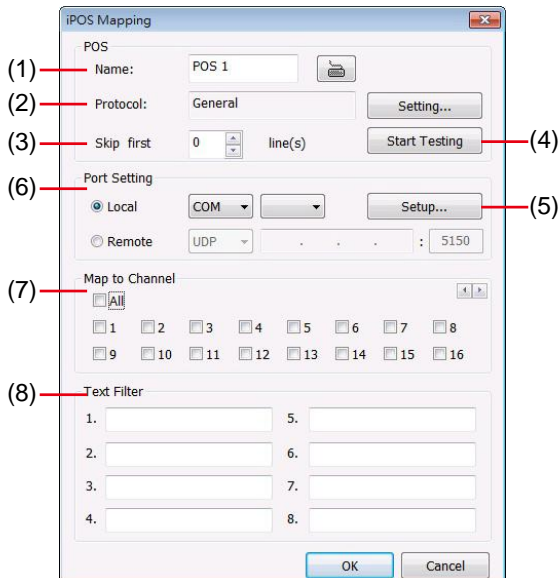 iPOS Mapping
POS
(1) Name: POS 1
(2) Protocol: General Setting...
(3) Skip first 0 line(s) Start Testing (4)
(6) Port Setting
Local COM Setup... (5)
Remote UDP . . . : 5150
(7) Map to Channel
All
1 2 3 4 5 6 7 8
9 10 11 12 13 14 15 16
(8) Text Filter
1. 5.
2. 6.
3. 7.
4. 8.
OK Cancel